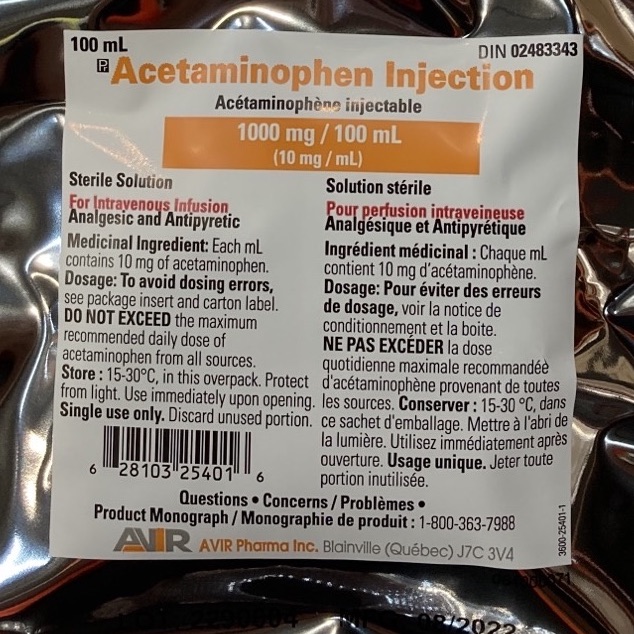 100 mL
DIN 02483343
Pr Acetaminophen Injection
Acétaminophène injectable
1000 mg / 100 mL
(10 mg / mL)
Sterile Solution
For Intravenous Infusion
Analgesic and Antipyretic
Medicinal Ingredient: Each mL
contains 10 mg of acetaminophen.
Dosage: To avoid dosing errors,
see package insert and carton label.
DO NOT EXCEED the maximum
recommended daily dose of
acetaminophen from all sources.
Store : 15-30°C, in this overpack. Protect
from light. Use immediately upon opening.
Single use only. Discard unused portion.
Solution stérile
Pour perfusion intraveineuse
Analgésique et Antipyrétique
Ingrédient médicinal : Chaque mL
contient 10 mg d'acétaminophène.
Dosage: Pour éviter des erreurs
de dosage, voir la notice de
conditionnement et la boite.
NE PAS EXCÉDER la dose
quotidienne maximale recommandéè
d'acétaminophène provenant de toutes
les sources. Conserver : 15-30 °C, dans
ce sachet d'emballage. Mettre à l'abri de
la lumière. Utilisez immédiatement après
ouverture. Usage unique. Jeter toute
portion inutilisée.
6 28103 25401 6
Questions • Concerns / Problèmes •
Product Monograph / Monographie de produit : 1-800-363-7988
AVIR AVIR Pharma Inc. Blainville (Québec) J7C 3V4
3600-25401-1
08/2022